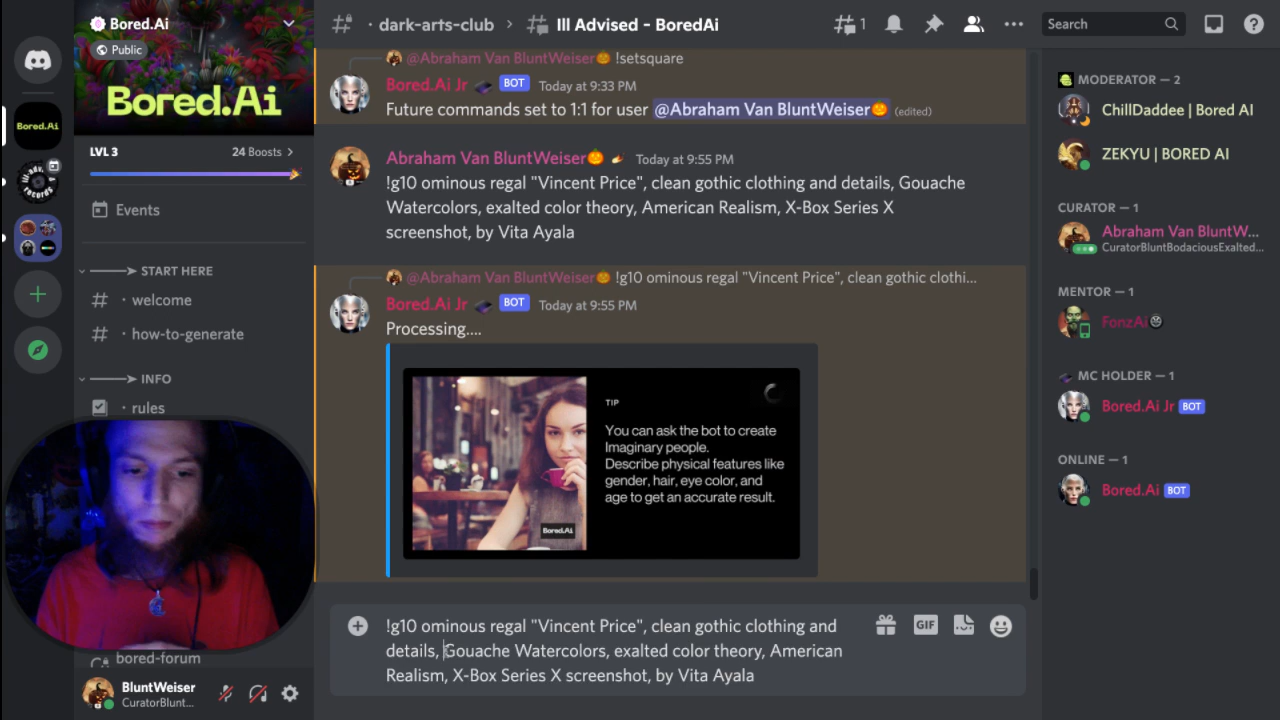 Bored.Ai
Public
Bored.Ai
LVL 3
24 Boosts
Events
START HERE
# · welcome
# · how-to-generate
INFO
· rules
bored-forum
BluntWeiser
CuratorBlunt...
Bored.Ai
· dark-arts-club
Ill Advised - BoredAi
1
Search
@Abraham Van BluntWeiser🎃 !setsquare
Bored.Ai Jr BOT Today at 9:33 PM
Future commands set to 1:1 for user @Abraham Van BluntWeiser🎃 (edited)
Abraham Van BluntWeiser🎃 Today at 9:55 PM
!g10 ominous regal "Vincent Price", clean gothic clothing and details, Gouache
Watercolors, exalted color theory, American Realism, X-Box Series X
screenshot, by Vita Ayala
@Abraham Van BluntWeiser🎃 !g10 ominous regal "Vincent Price", clean gothic clothi...
Bored.Ai Jr BOT Today at 9:55 PM
Processing....
TIP
You can ask the bot to create
Imaginary people.
Describe physical features like
gender, hair, eye color, and
age to get an accurate result.
Bored.Ai
!g10 ominous regal "Vincent Price", clean gothic clothing and
details, Gouache Watercolors, exalted color theory, American
Realism, X-Box Series X screenshot, by Vita Ayala
GIF
MODERATOR — 2
ChillDaddee | Bored AI
ZEKYU | BORED AI
CURATOR — 1
Abraham Van BluntW...
CuratorBluntBodaciousExalted...
MENTOR — 1
FonzAi
MC HOLDER — 1
Bored.Ai Jr BOT
ONLINE — 1
Bored.Ai BOT